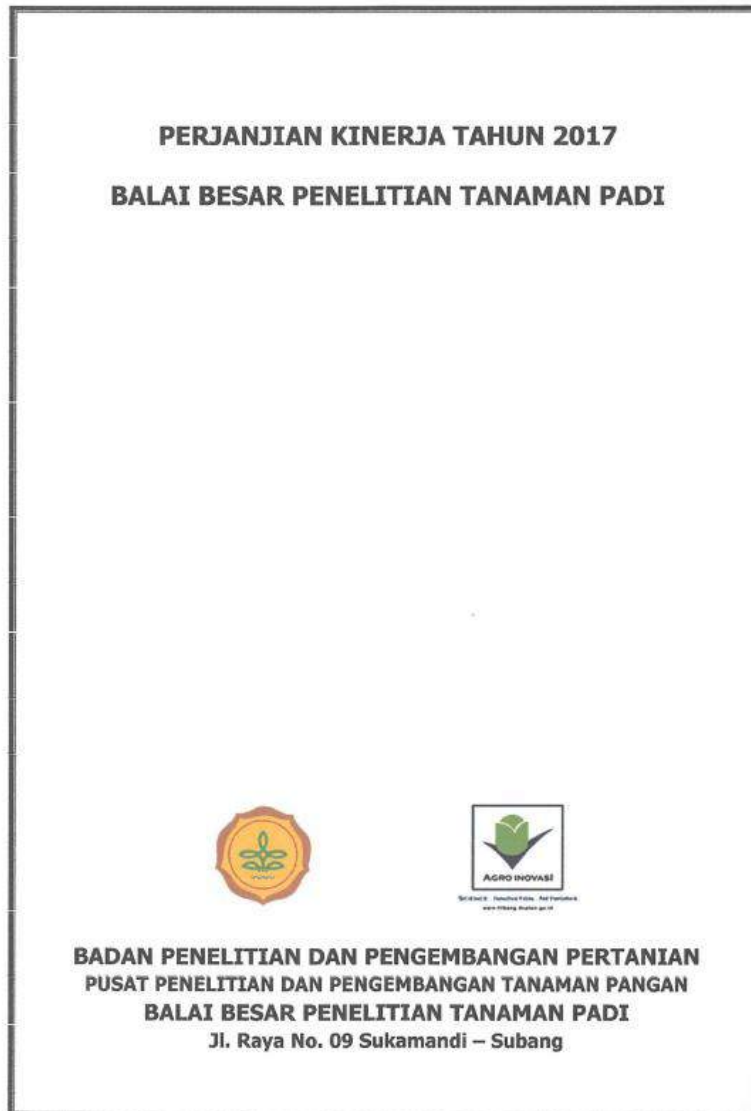 PERJANJIAN KINERJA TAHUN 2017
BALAI BESAR PENELITIAN TANAMAN PADI
AGRO INOVASI
BADAN PENELITIAN DAN PENGEMBANGAN PERTANIAN
PUSAT PENELITIAN DAN PENGEMBANGAN TANAMAN PANGAN
BALAI BESAR PENELITIAN TANAMAN PADI
Jl. Raya No. 09 Sukamandi – Subang